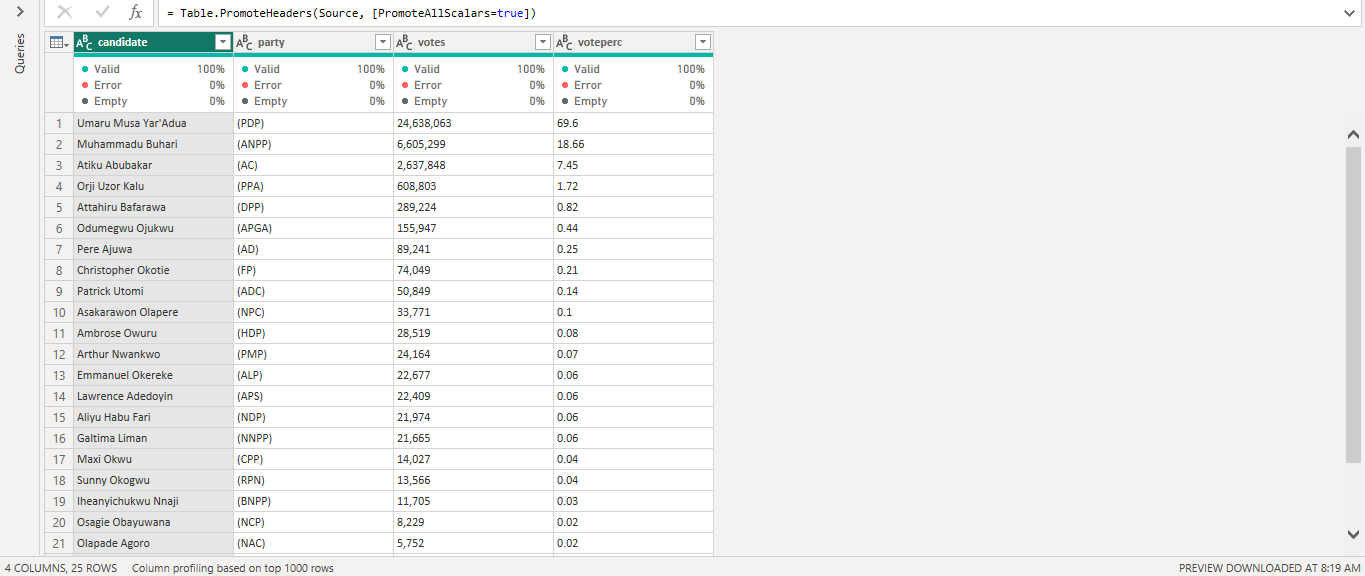 = Table.PromoteHeaders(Source, [PromoteAllScalars=true])
Queries
candidate party votes voteperc
Valid 100% Valid 100% Valid 100% Valid 100%
Error 0% Error 0% Error 0% Error 0%
Empty 0% Empty 0% Empty 0% Empty 0%
1 Umaru Musa Yar'Adua (PDP) 24,638,063 69.6
2 Muhammadu Buhari (ANPP) 6,605,299 18.66
3 Atiku Abubakar (AC) 2,637,848 7.45
4 Orji Uzor Kalu (PPA) 608,803 1.72
5 Attahiru Bafarawa (DPP) 289,224 0.82
6 Odumegwu Ojukwu (APGA) 155,947 0.44
7 Pere Ajuwa (AD) 89,241 0.25
8 Christopher Okotie (FP) 74,049 0.21
9 Patrick Utomi (ADC) 50,849 0.14
10 Asakarawon Olapere (NPC) 33,771 0.1
11 Ambrose Owuru (HDP) 28,519 0.08
12 Arthur Nwankwo (PMP) 24,164 0.07
13 Emmanuel Okereke (ALP) 22,677 0.06
14 Lawrence Adedoyin (APS) 22,409 0.06
15 Aliyu Habu Fari (NDP) 21,974 0.06
16 Galtima Liman (NNPP) 21,665 0.06
17 Maxi Okwu (CPP) 14,027 0.04
18 Sunny Okogwu (RPN) 13,566 0.04
19 Iheanyichukwu Nnaji (BNPP) 11,705 0.03
20 Osagie Obayuwana (NCP) 8,229 0.02
21 Olapade Agoro (NAC) 5,752 0.02
4 COLUMNS, 25 ROWS Column profiling based on top 1000 rows PREVIEW DOWNLOADED AT 8:19 AM